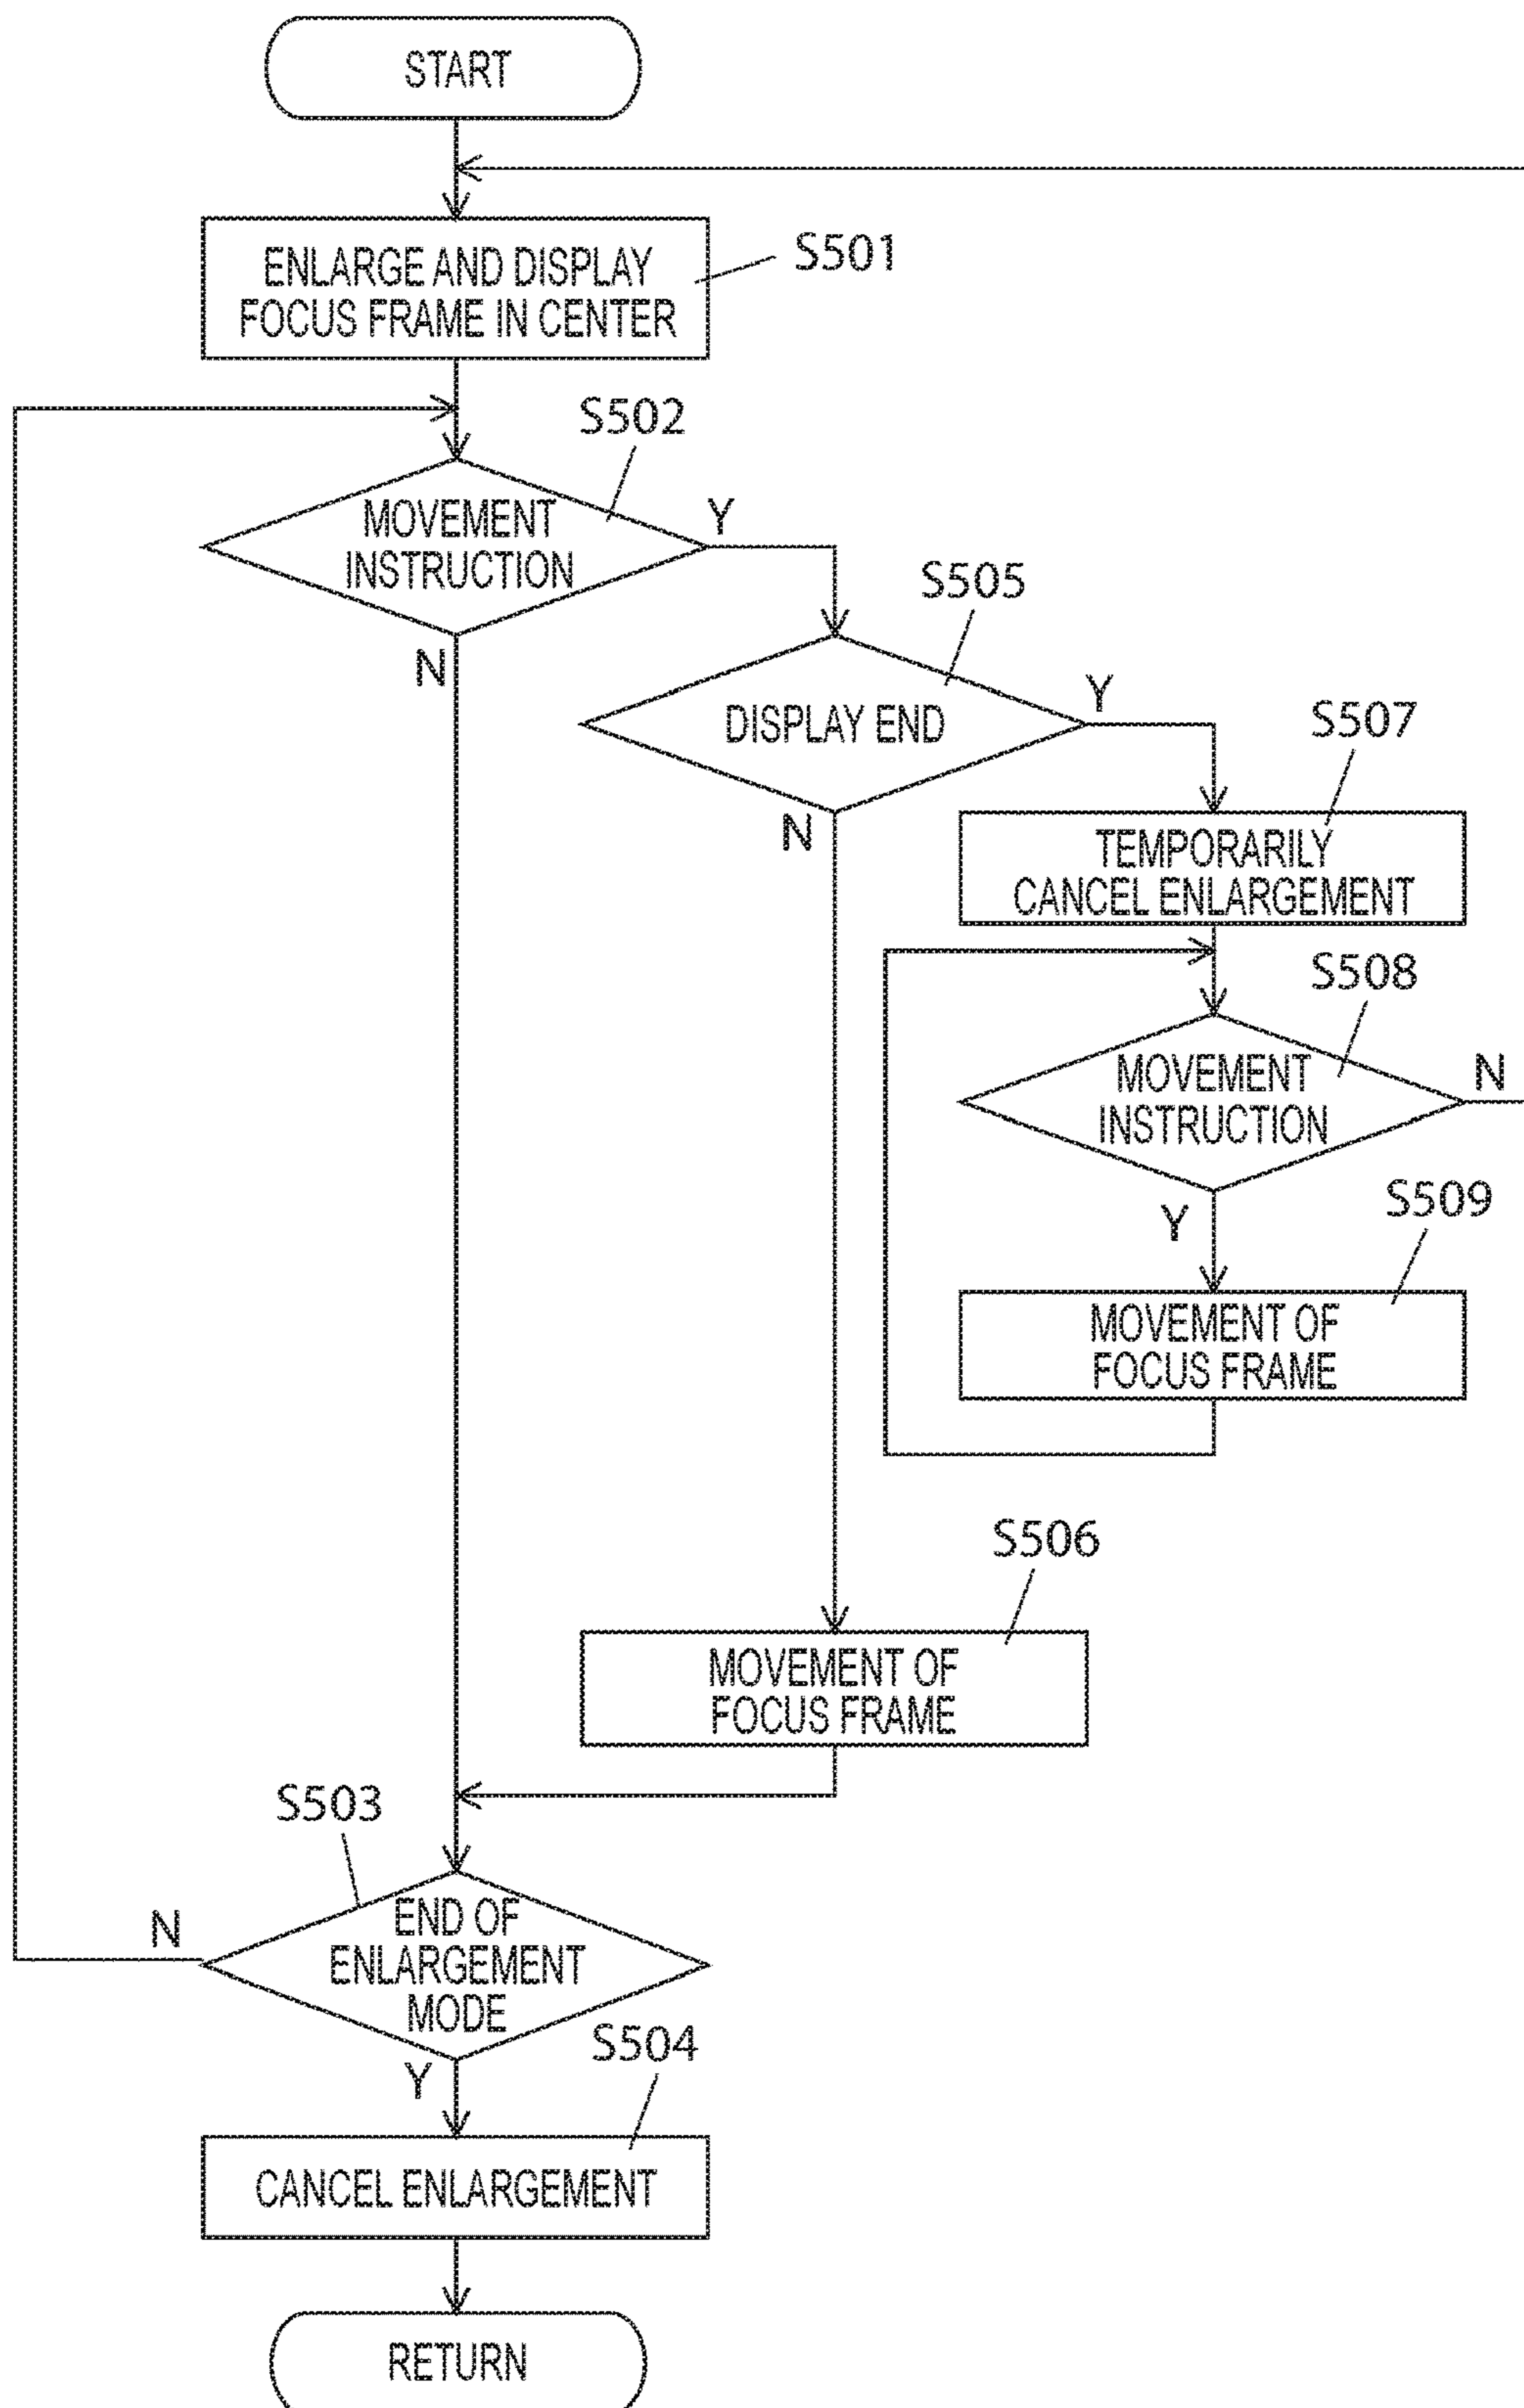 START
ENLARGE AND DISPLAY
FOCUS FRAME IN CENTER
S501
S502
MOVEMENT
INSTRUCTION
Y
N
S505
DISPLAY END
Y
N
S507
TEMPORARILY
CANCEL ENLARGEMENT
S508
MOVEMENT
INSTRUCTION
N
Y
S509
MOVEMENT OF
FOCUS FRAME
S506
MOVEMENT OF
FOCUS FRAME
S503
END OF
ENLARGEMENT
MODE
N
Y
S504
CANCEL ENLARGEMENT
RETURN